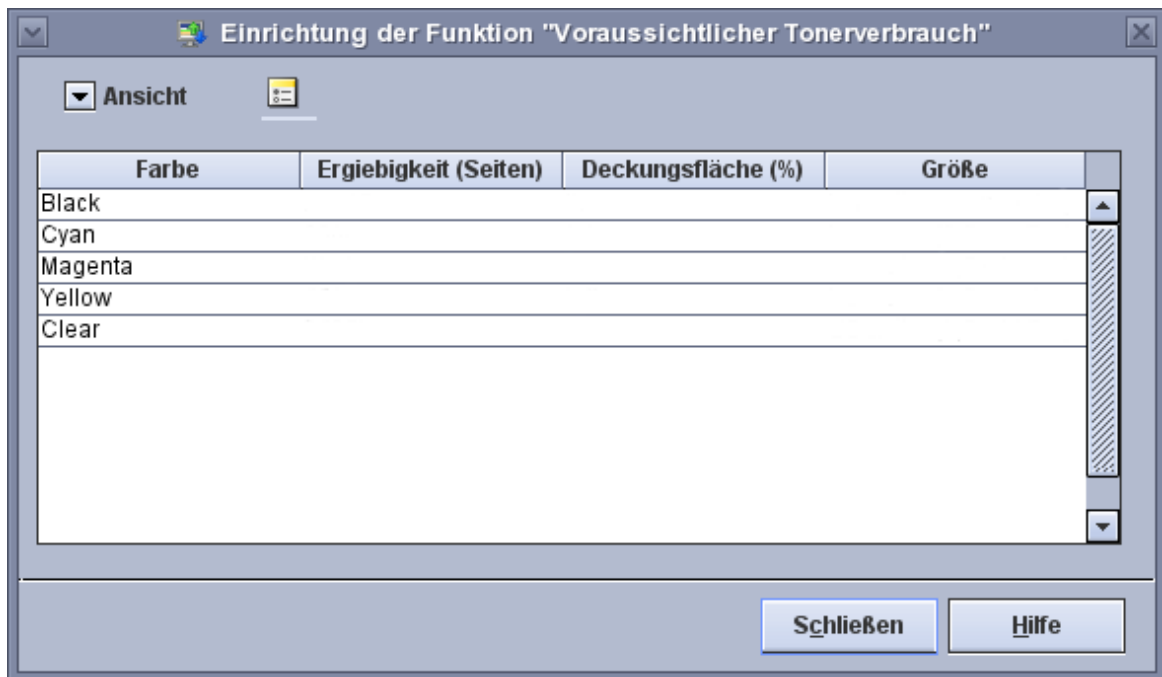 Einrichtung der Funktion "Voraussichtlicher Tonerverbrauch"
Ansicht
Farbe Ergiebigkeit (Seiten) Deckungsfläche (%) Größe
Black
Cyan
Magenta
Yellow
Clear
Schließen Hilfe